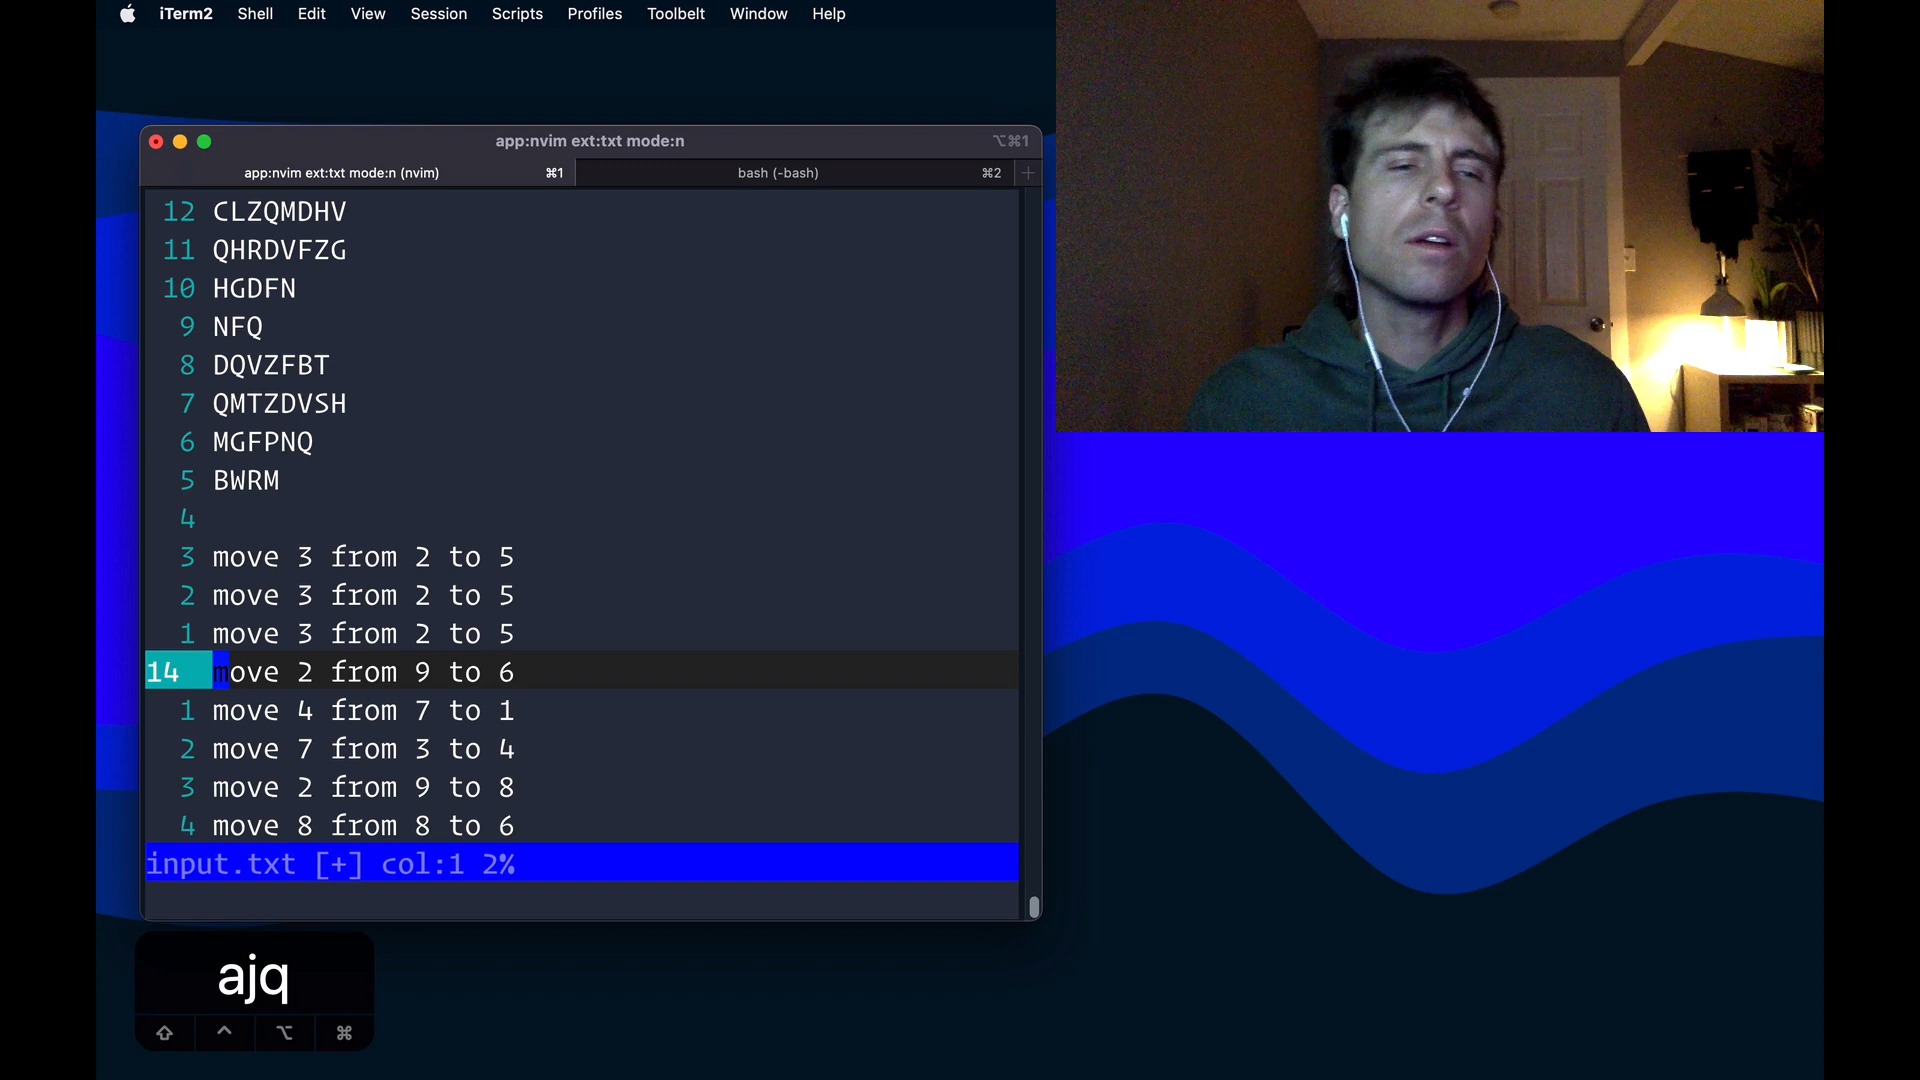 iTerm2 Shell Edit View Session Scripts Profiles Toolbelt Window Help
app:nvim ext:txt mode:n ⌥⌘1
app:nvim ext:txt mode:n (nvim) ⌘1 bash (-bash) ⌘2 +
12 CLZQMDHV
11 QHRDVFZG
10 HGDFN
9 NFQ
8 DQVZFBT
7 QMTZDVSH
6 MGFPNQ
5 BWRM
4
3 move 3 from 2 to 5
2 move 3 from 2 to 5
1 move 3 from 2 to 5
14 move 2 from 9 to 6
1 move 4 from 7 to 1
2 move 7 from 3 to 4
3 move 2 from 9 to 8
4 move 8 from 8 to 6
input.txt [+] col:1 2%
ajq
⇧ ^ ⌥ ⌘